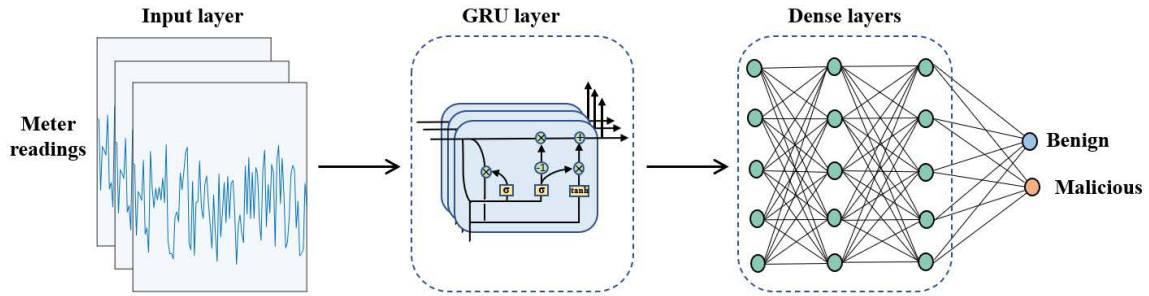 Input layer
GRU layer
Dense layers
Meter
readings
×
+
×
-1
×
σ
σ
tanh
Benign
Malicious